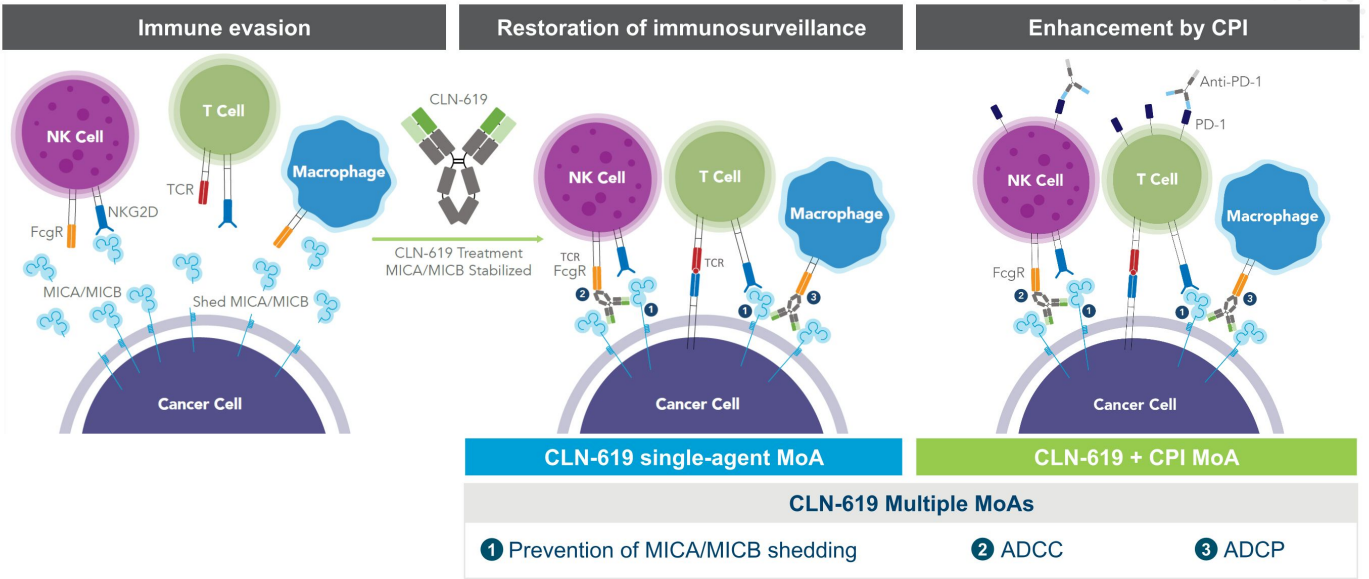 Immune evasion
Restoration of immunosurveillance
Enhancement by CPI
NK Cell
T Cell
Macrophage
TCR
NKG2D
FcgR
MICA/MICB
Shed MICA/MICB
Cancer Cell
CLN-619
CLN-619 Treatment
MICA/MICB Stabilized
NK Cell
T Cell
Macrophage
TCR
FcgR
TCR
2
1
1
3
Cancer Cell
Anti-PD-1
PD-1
NK Cell
T Cell
Macrophage
FcgR
2
1
1
3
Cancer Cell
CLN-619 single-agent MoA
CLN-619 + CPI MoA
CLN-619 Multiple MoAs
1 Prevention of MICA/MICB shedding
2 ADCC
3 ADCP